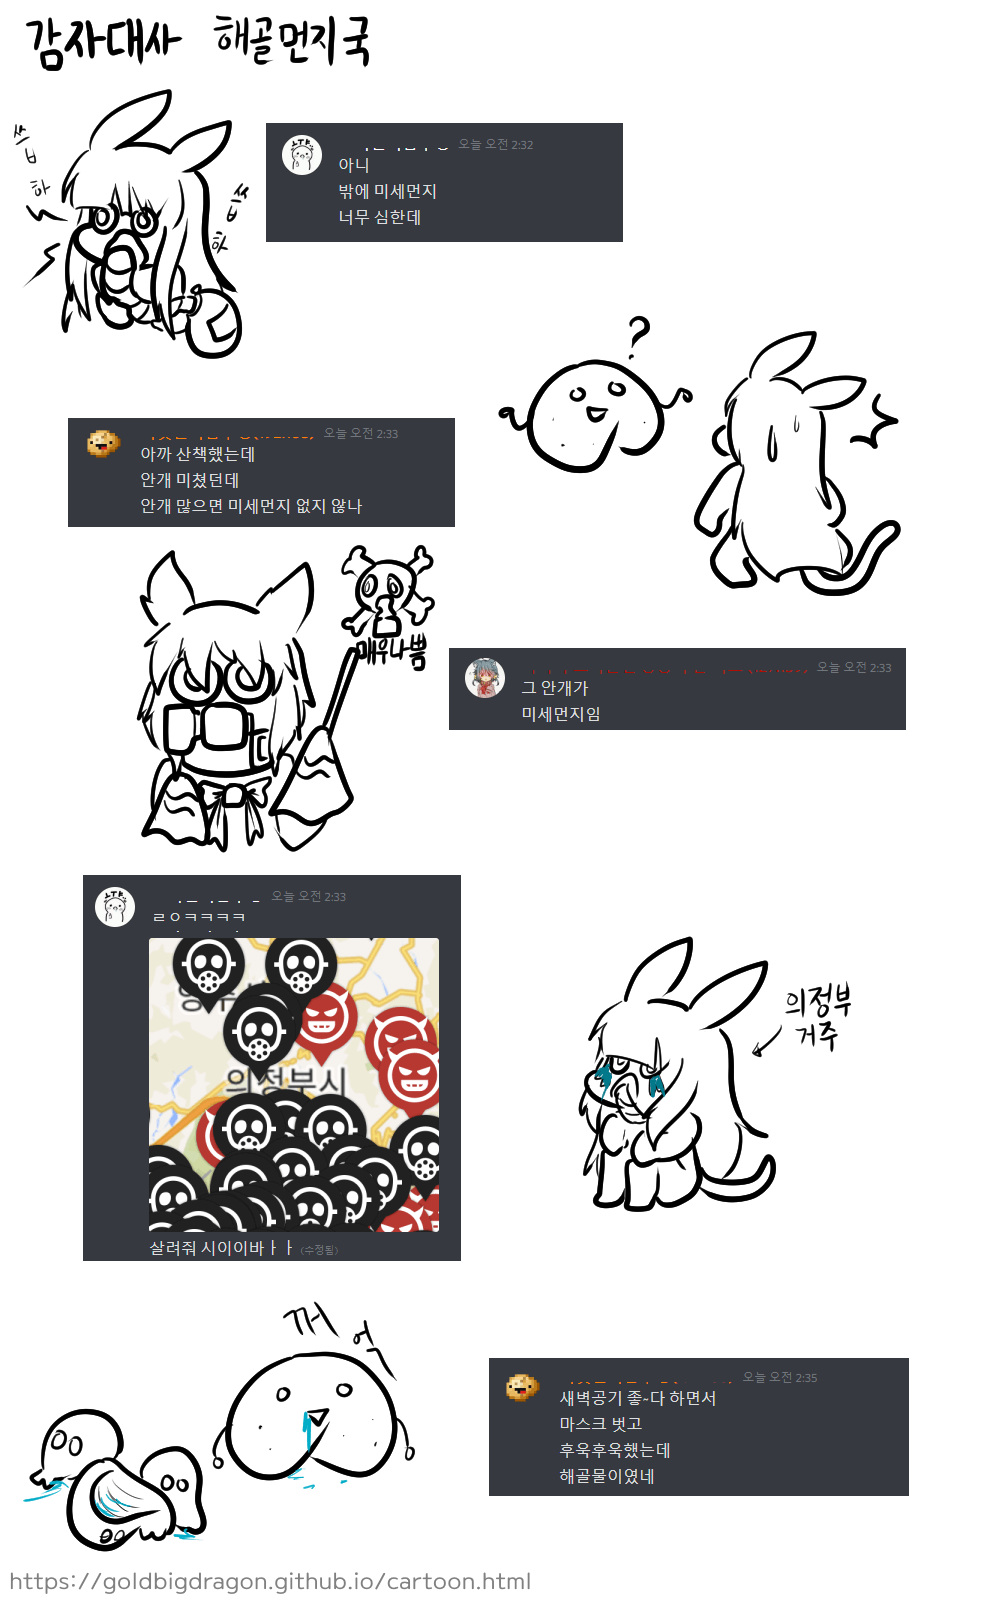 감자대사 해골먼지국
쓰읍
하
쓰읍
하
오늘 오전 2:32
아니
밖에 미세먼지
너무 심한데
?
오늘 오전 2:33
아까 산책했는데
안개 미쳤던데
안개 많으면 미세먼지 없지 않나
매우나쁨
오늘 오전 2:33
그 안개가
미세먼지임
오늘 오전 2:33
ㄹㅇㅋㅋㅋㅋ
의정부시
살려줘 시이이바ㅏㅏ (수정됨)
의정부
거주
꺼
억
오늘 오전 2:35
새벽공기 좋~다 하면서
마스크 벗고
후욱후욱했는데
해골물이였네
https://goldbigdragon.github.io/cartoon.html